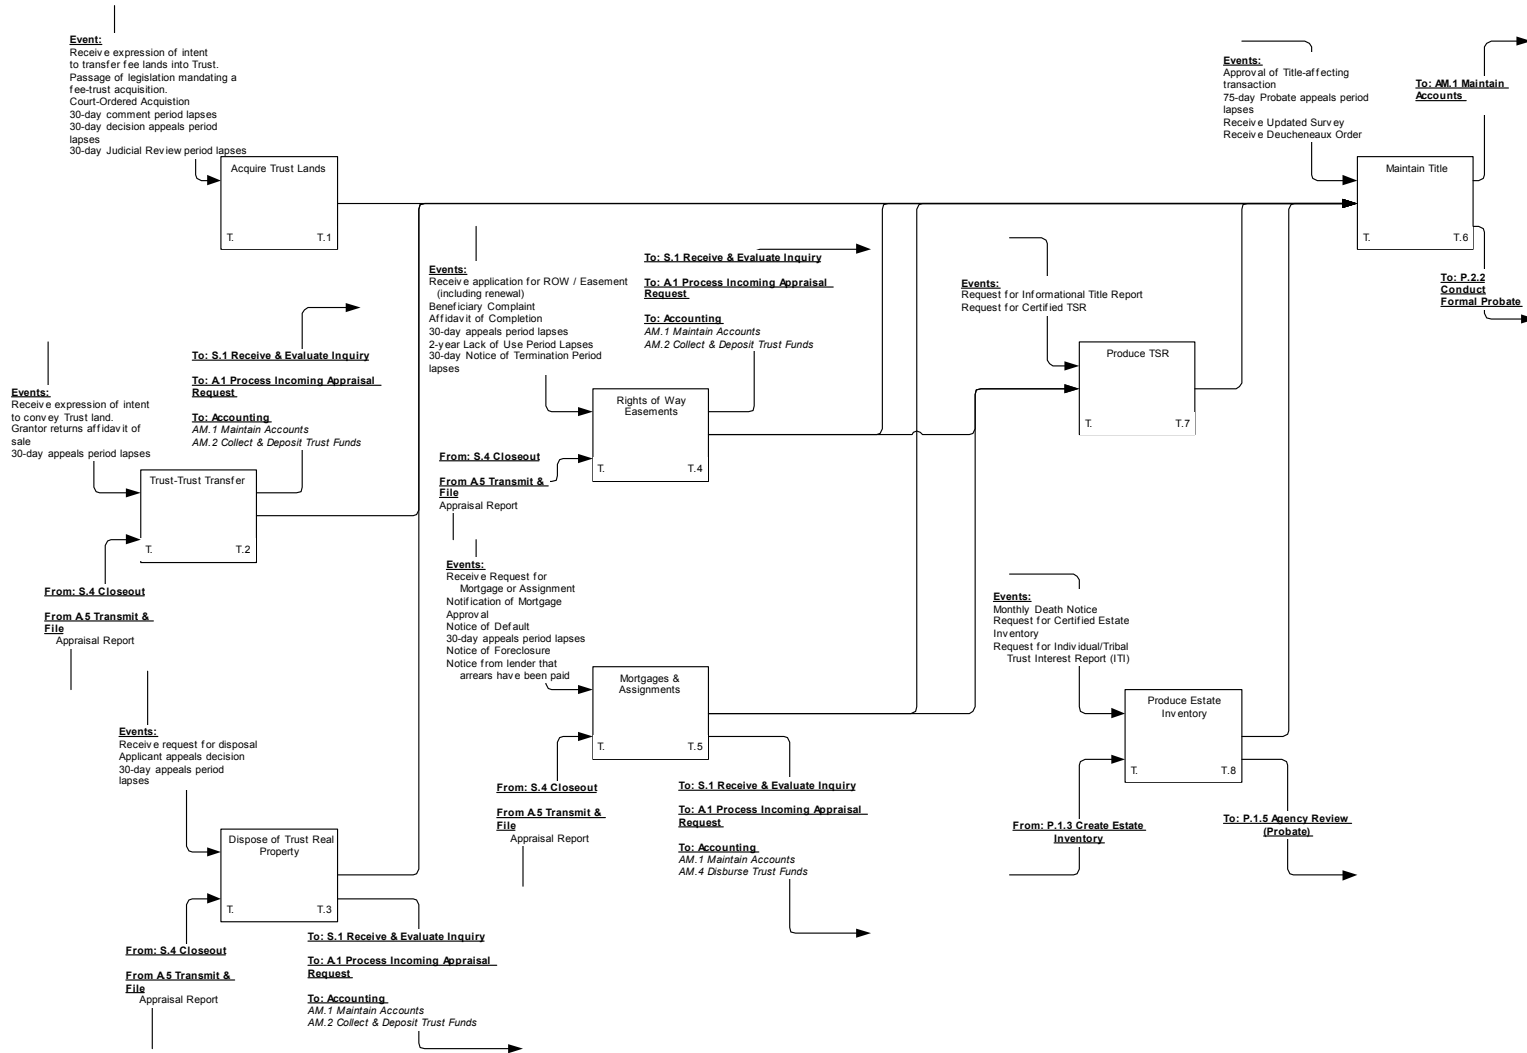 Event:
Receive expression of intent
to transfer fee lands into Trust.
Passage of legislation mandating a
fee-trust acquisition.
Court-Ordered Acquistion
30-day comment period lapses
30-day decision appeals period
lapses
30-day Judicial Review period lapses
Acquire Trust Lands
T.
T.1
Events:
Approval of Title-affecting
transaction
75-day Probate appeals period
lapses
Receive Updated Survey
Receive Deucheneaux Order
To: AM.1 Maintain
Accounts
Maintain Title
T.
T.6
To: P.2.2
Conduct
Formal Probate
Events:
Receive application for ROW / Easement
(including renewal)
Beneficiary Complaint
Affidavit of Completion
30-day appeals period lapses
2-year Lack of Use Period Lapses
30-day Notice of Termination Period
lapses
To: S.1 Receive & Evaluate Inquiry
To: A.1 Process Incoming Appraisal
Request
To: Accounting
AM.1 Maintain Accounts
AM.2 Collect & Deposit Trust Funds
Rights of Way
Easements
T.
T.4
From: S.4 Closeout
From A.5 Transmit &
File
Appraisal Report
Events:
Request for Informational Title Report
Request for Certified TSR
Produce TSR
T.
T.7
To: S.1 Receive & Evaluate Inquiry
To: A.1 Process Incoming Appraisal
Request
To: Accounting
AM.1 Maintain Accounts
AM.2 Collect & Deposit Trust Funds
Events:
Receive expression of intent
to convey Trust land.
Grantor returns affidavit of
sale
30-day appeals period lapses
Trust-Trust Transfer
T.
T.2
From: S.4 Closeout
From A.5 Transmit &
File
Appraisal Report
Events:
Receive Request for
Mortgage or Assignment
Notification of Mortgage
Approval
Notice of Default
30-day appeals period lapses
Notice of Foreclosure
Notice from lender that
arrears have been paid
Mortgages &
Assignments
T.
T.5
From: S.4 Closeout
From A.5 Transmit &
File
Appraisal Report
To: S.1 Receive & Evaluate Inquiry
To: A.1 Process Incoming Appraisal
Request
To: Accounting
AM.1 Maintain Accounts
AM.4 Disburse Trust Funds
Events:
Monthly Death Notice
Request for Certified Estate
Inventory
Request for Individual/Tribal
Trust Interest Report (ITI)
Produce Estate
Inventory
T.
T.8
From: P.1.3 Create Estate
Inventory
To: P.1.5 Agency Review
(Probate)
Events:
Receive request for disposal
Applicant appeals decision
30-day appeals period
lapses
Dispose of Trust Real
Property
T.
T.3
From: S.4 Closeout
From A.5 Transmit &
File
Appraisal Report
To: S.1 Receive & Evaluate Inquiry
To: A.1 Process Incoming Appraisal
Request
To: Accounting
AM.1 Maintain Accounts
AM.2 Collect & Deposit Trust Funds